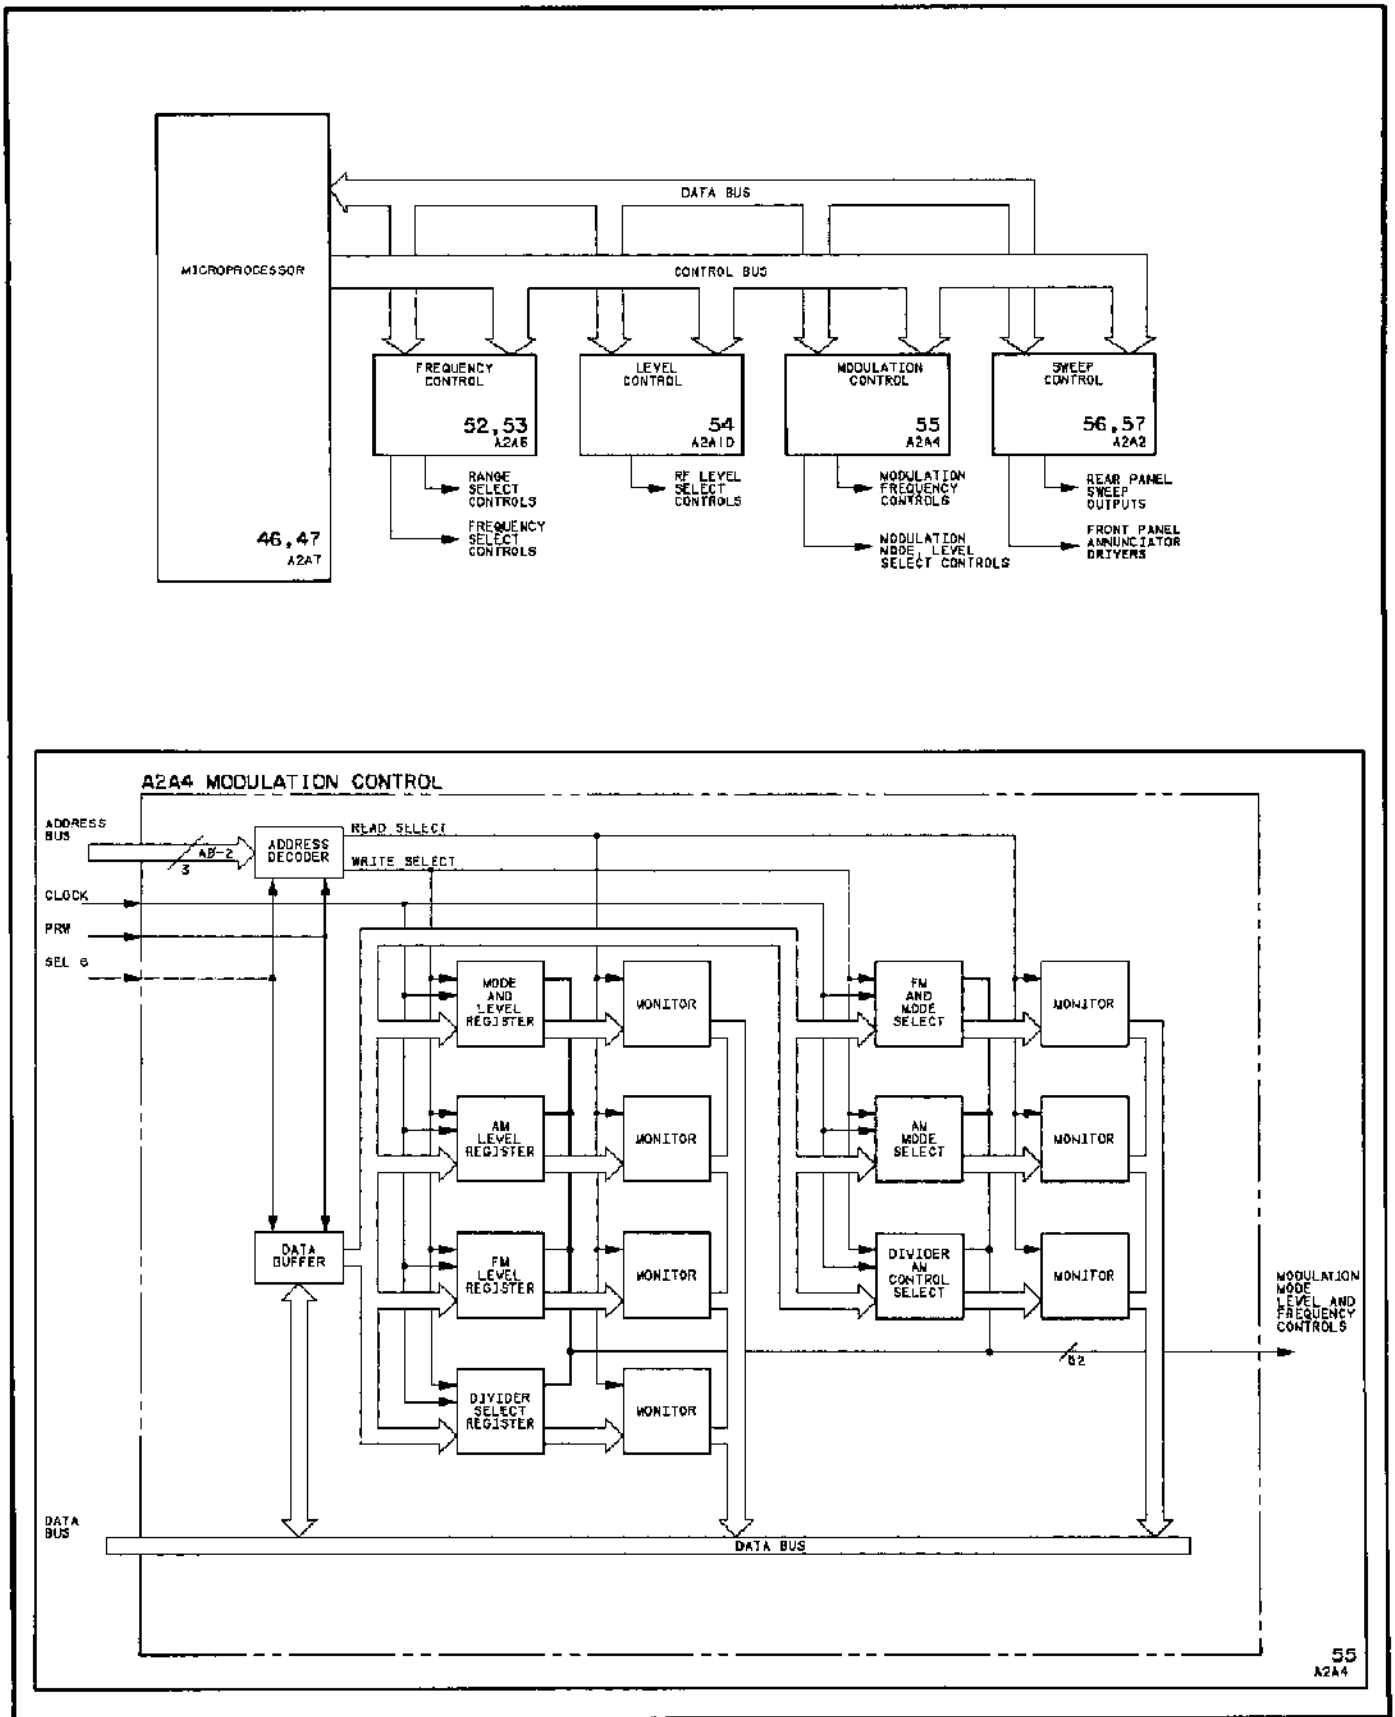 DATA BUS
MICROPROCESSOR
CONTROL BUS
FREQUENCY
CONTROL
52,53
LEVEL
CONTROL
54
A2A10
MODULATION
CONTROL
55
A2A4
SWEEP
CONTROL
56,57
A2A2
RANGE
SELECT
CONTROLS
FREQUENCY
SELECT
CONTROLS
RF LEVEL
SELECT
CONTROLS
MODULATION
FREQUENCY
CONTROLS
MODULATION
MODE, LEVEL
SELECT CONTROLS
REAR PANEL
SWEEP
OUTPUTS
FRONT PANEL
ANNUNCIATOR
DRIVERS
46,47
A2A7
A2A4 MODULATION CONTROL
ADDRESS
BUS
3
A0-2
ADDRESS
DECODER
READ SELECT
WRITE SELECT
CLOCK
PRW
SEL 6
MODE
AND
LEVEL
REGISTER
MONITOR
FM
AND
MODE
SELECT
MONITOR
AM
LEVEL
REGISTER
MONITOR
AM
MODE
SELECT
MONITOR
DATA
BUFFER
FM
LEVEL
REGISTER
MONITOR
DIVIDER
AM
CONTROL
SELECT
MONITOR
MODULATION
MODE
LEVEL AND
FREQUENCY
CONTROLS
DIVIDER
SELECT
REGISTER
MONITOR
DATA
BUS
DATA BUS
55
A2A4